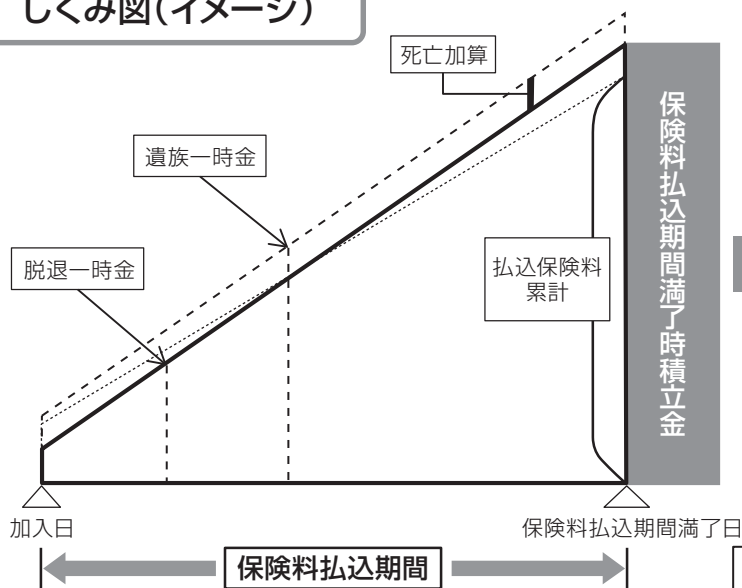 しくみ図(イメージ)
死亡加算
遺族一時金
脱退一時金
払込保険料
累計
保険料払込期間満了時積立金
加入日
保険料払込期間満了日
保険料払込期間